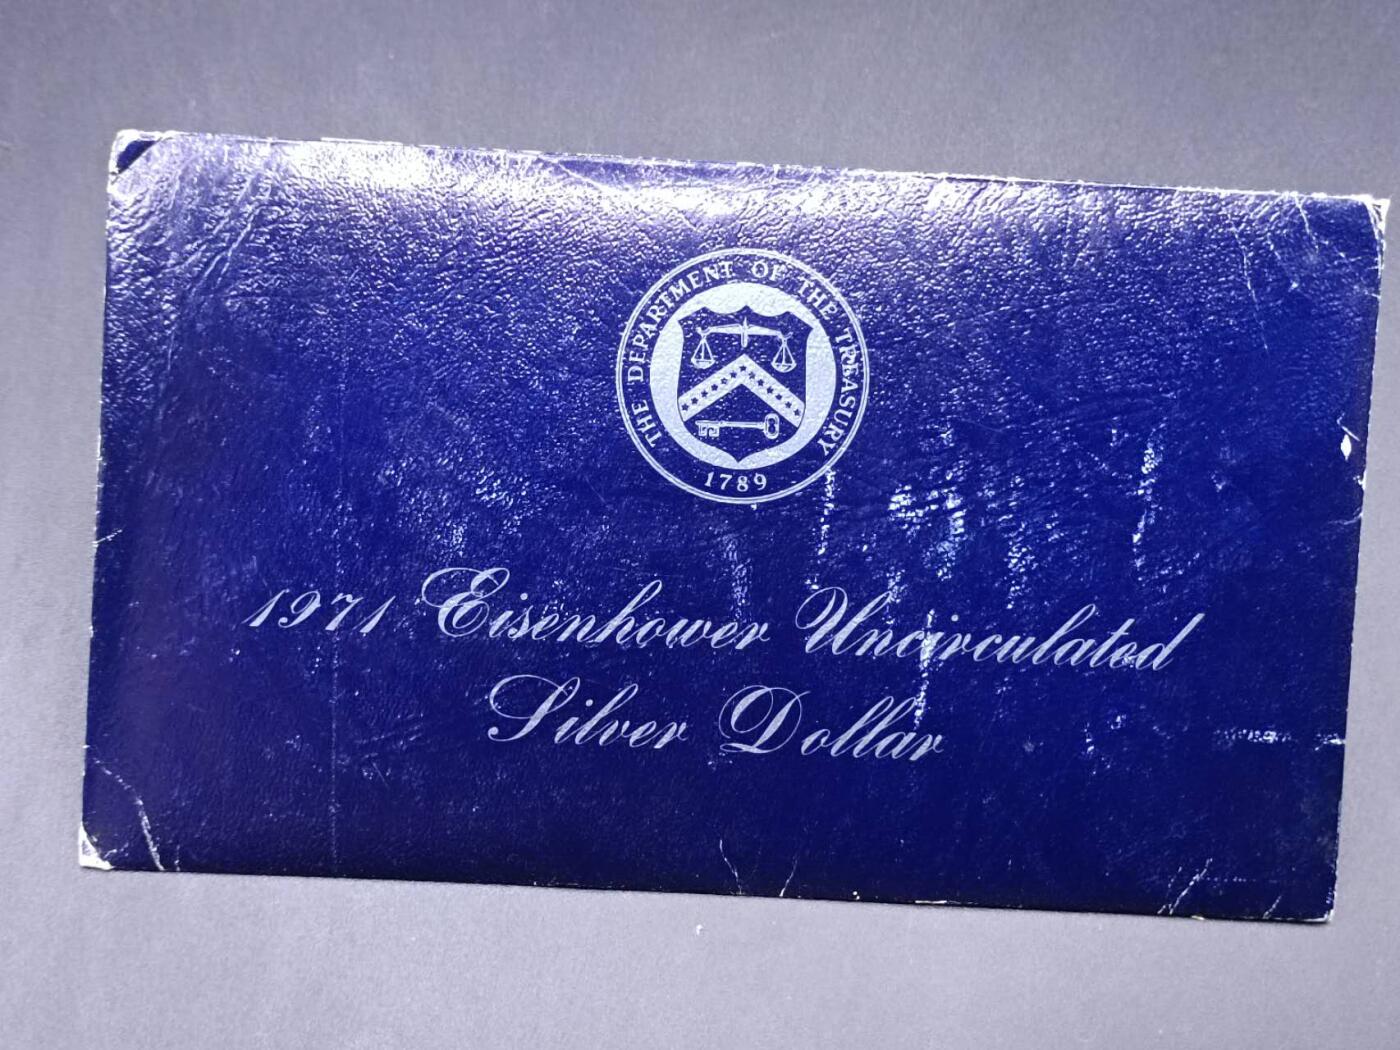 THE DEPARTMENT OF THE TREASURY
1789
1971 Eisenhower Uncirculated
Silver Dollar